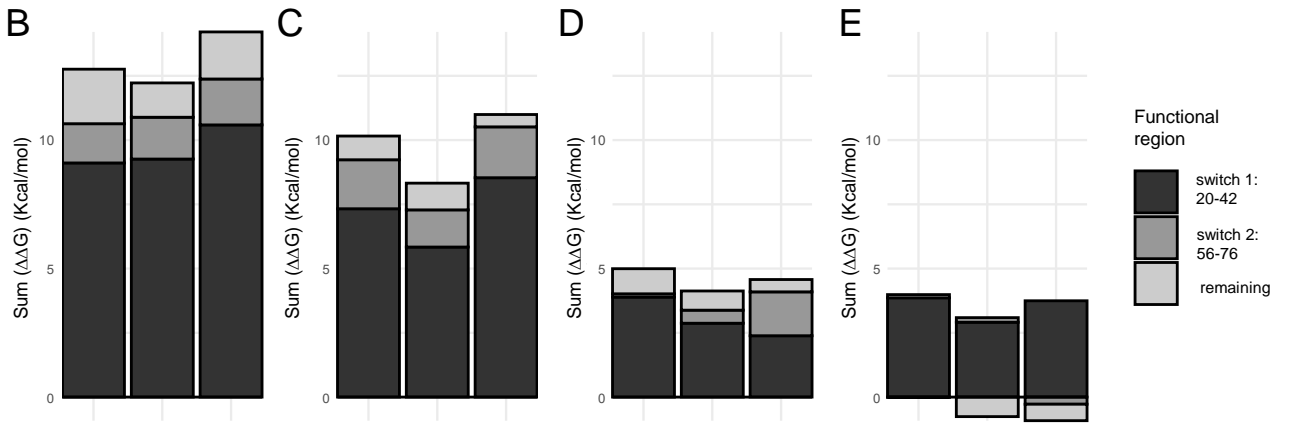 B
C
D
E
Sum (ΔΔG) (Kcal/mol)
10
5
0
Sum (ΔΔG) (Kcal/mol)
10
5
0
Sum (ΔΔG) (Kcal/mol)
10
5
0
Sum (ΔΔG) (Kcal/mol)
10
5
0
Functional
region
switch 1:
20-42
switch 2:
56-76
remaining